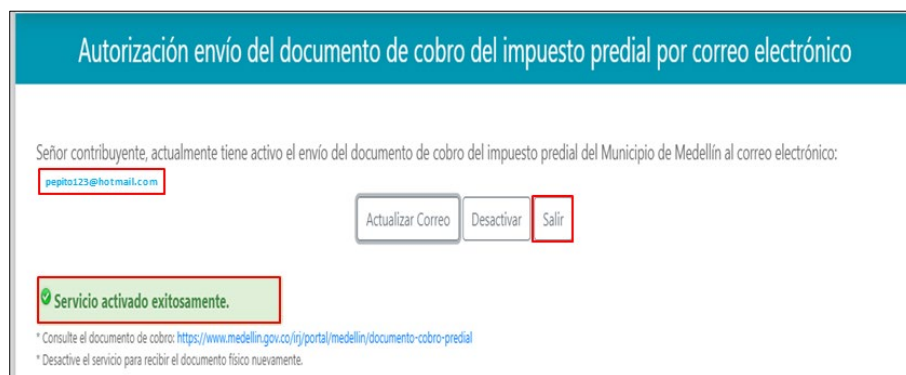 Autorización envío del documento de cobro del impuesto predial por correo electrónico
Señor contribuyente, actualmente tiene activo el envío del documento de cobro del impuesto predial del Municipio de Medellín al correo electrónico:
pepito123@hotmail.com
Actualizar Correo Desactivar Salir
Servicio activado exitosamente.
* Consulte el documento de cobro: https://www.medellin.gov.co/irj/portal/medellin/documento-cobro-predial
* Desactive el servicio para recibir el documento físico nuevamente.